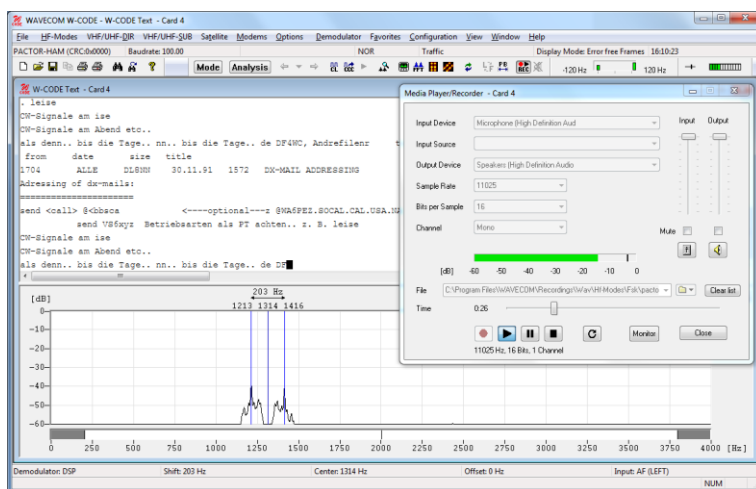 WAVECOM W-CODE - W-CODE Text - Card 4
File HF-Modes VHF/UHF-DIR VHF/UHF-SUB Satellite Modems Options Demodulator Favorites Configuration View Window Help
PACTOR-HAM (CRC:0x0000) Baudrate: 100.00 NOR Traffic Display Mode: Error free Frames 16:10:23
Mode Analysis -120 Hz 120 Hz
W-CODE Text - Card 4
. leise
CW-Signale am ise
CW-Signale am Abend etc..
als denn.. bis die Tage.. nn.. bis die Tage.. de DF4WC, Andrefilenr
from date size title
1704 ALLE DL8NN 30.11.91 1572 DX-MAIL ADDRESSING
Adressing of dx-mails:
======================
send <call> @<bbsca <----optional---z @WA6PEZ.SOCAL.CAL.USA.NA
send VS6xyz Betriebsarten als PT achten.. z. B. leise
CW-Signale am ise
CW-Signale am Abend etc..
als denn.. bis die Tage.. nn.. bis die Tage.. de DF
Media Player/Recorder - Card 4
Input Device Microphone (High Definition Aud
Input Source
Output Device Speakers (High Definition Audio
Sample Rate 11025
Bits per Sample 16
Channel Mono
Input Output
Mute
[dB] -60 -50 -40 -30 -20 -10 0
File C:\Program Files\WAVECOM\Recordings\Wav\Hf-Modes\Fsk\pacto Clear list
Time 0:26
Monitor Close
11025 Hz, 16 Bits, 1 Channel
203 Hz
1213 1314 1416
[dB]
0
-10
-20
-30
-40
-50
-60
0 250 500 750 1000 1250 1500 1750 2000 2250 2500 2750 3000 3250 3500 3750 4000 [Hz]
Demodulator: DSP Shift: 203 Hz Center: 1314 Hz Offset: 0 Hz Input: AF (LEFT)
NUM